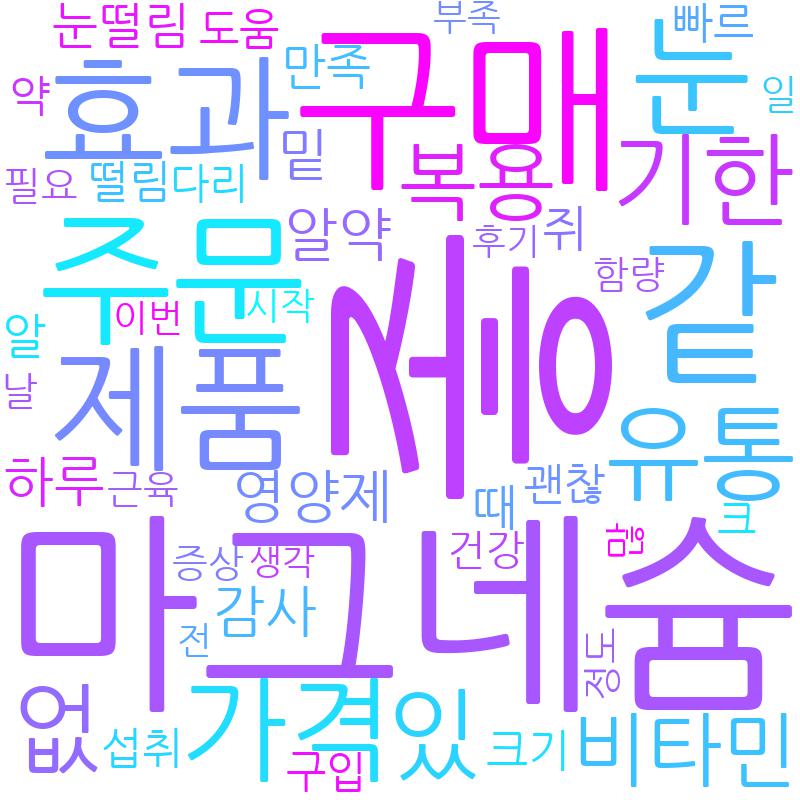 눈떨림 도움 부족 빠르
약 효과 만족 구매 눈 일
밑 복용 기한
필요 떨림 다리
알약 후기 쥐 함량
주문 이번 시작 좋 같
알
날 제품 유통
하루 근육 영양제 때 괜찮
크
마그네슘 증상 생각 건강 많
전 감사 정도
없 섭취 가격 있 크기 비타민
구입